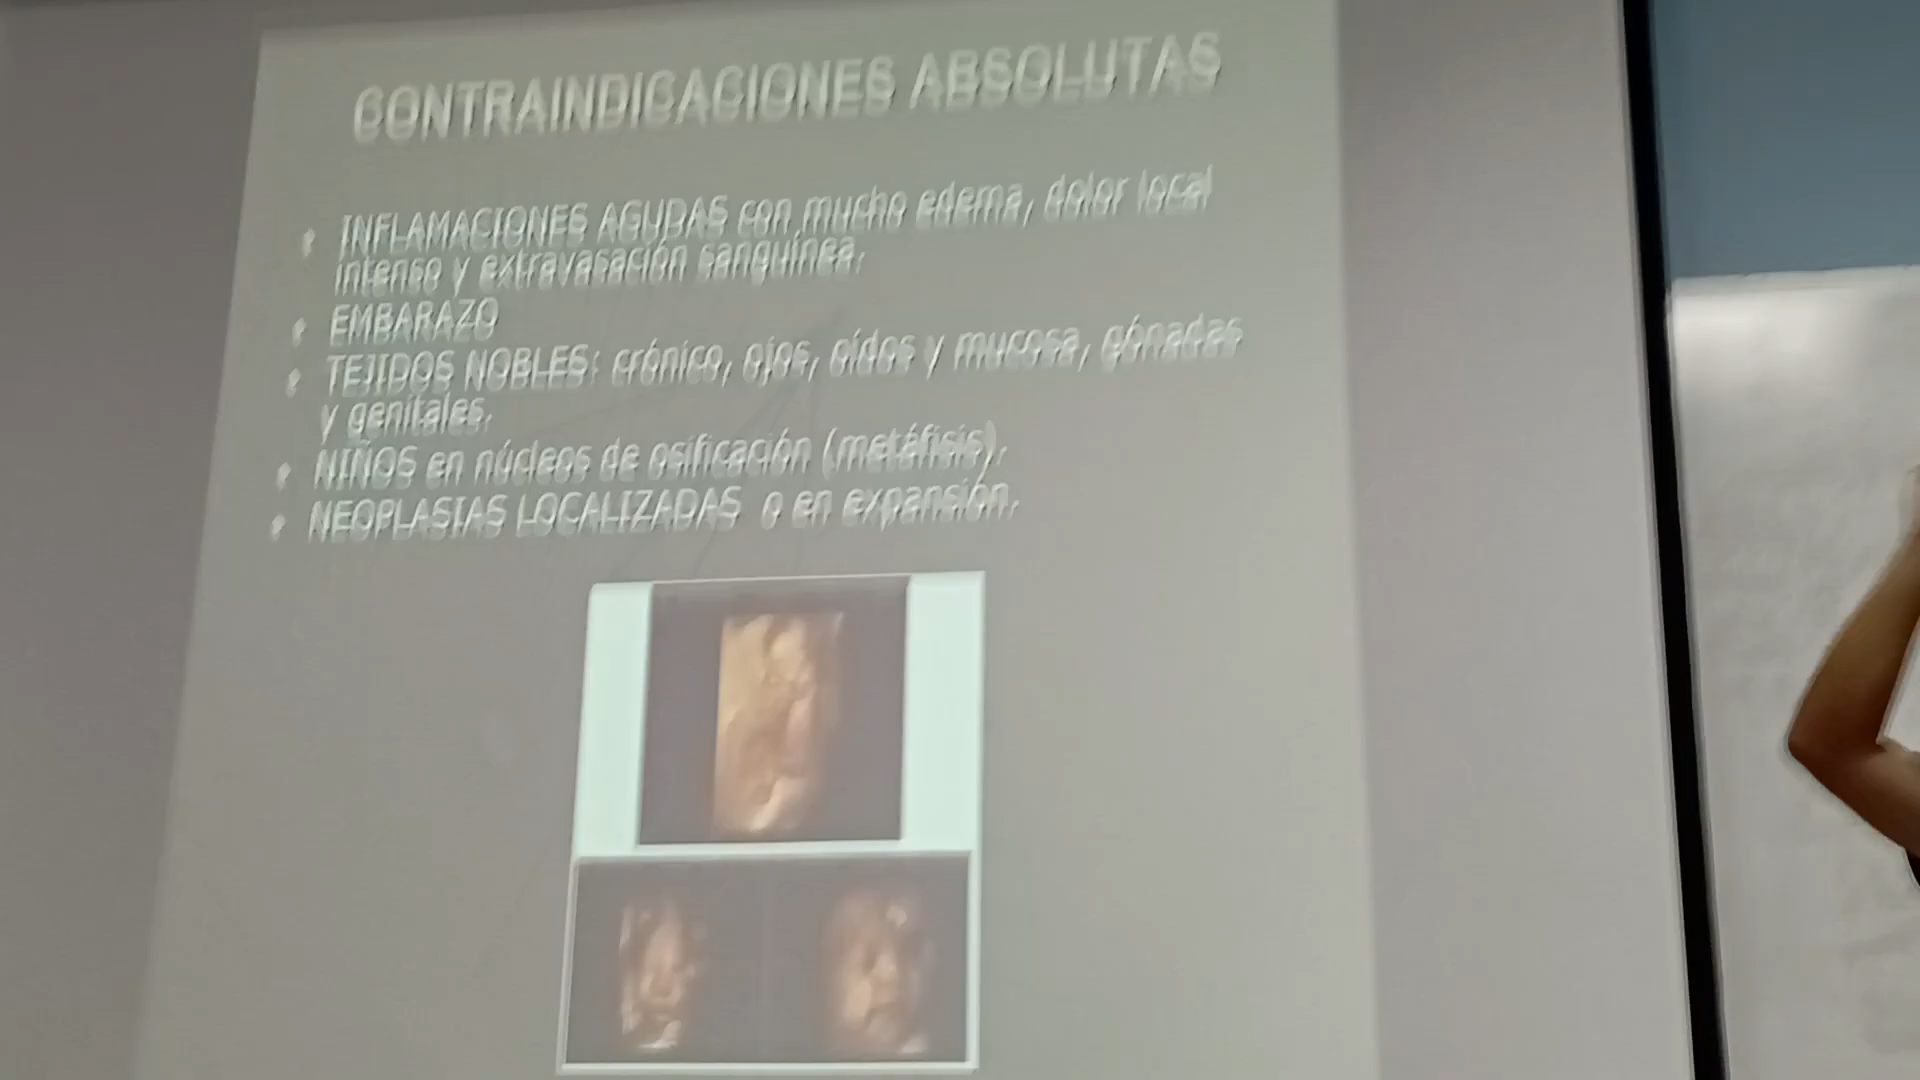 CONTRAINDICACIONES ABSOLUTAS
INFLAMACIONES AGUDAS con mucho edema, dolor local
intenso y extravasación sanguínea.
EMBARAZO
TEJIDOS NOBLES: crónico, ojos, oídos y mucosa, gónadas
y genitales.
NIÑOS en núcleos de osificación (metáfisis).
NEOPLASIAS LOCALIZADAS o en expansión.